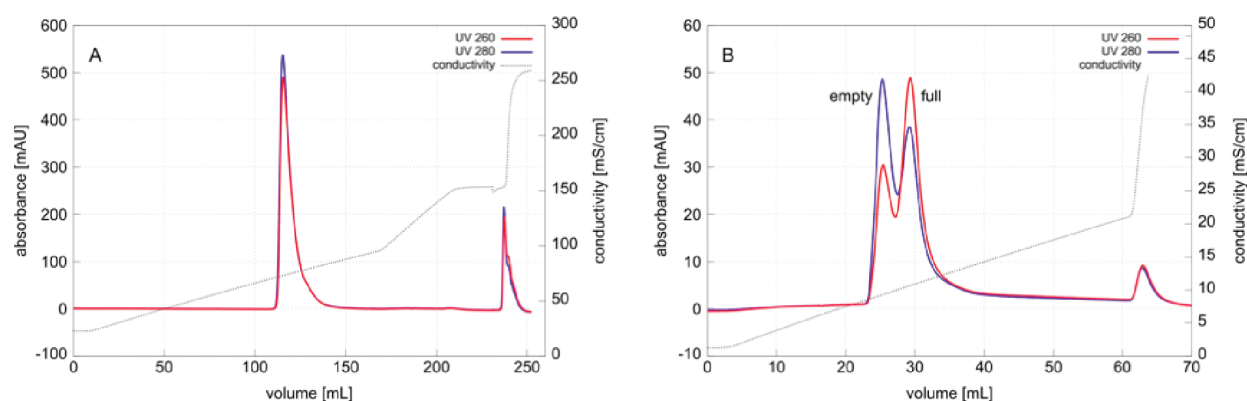 A
UV 260
UV 280
conductivity
absorbance [mAU]
600
500
400
300
200
100
0
-100
conductivity [mS/cm]
300
250
200
150
100
50
0
0 50 100 150 200 250
volume [mL]
B
UV 260
UV 280
conductivity
empty full
absorbance [mAU]
60
50
40
30
20
10
0
-10
conductivity [mS/cm]
50
45
40
35
30
25
20
15
10
5
0
0 10 20 30 40 50 60 70
volume [mL]